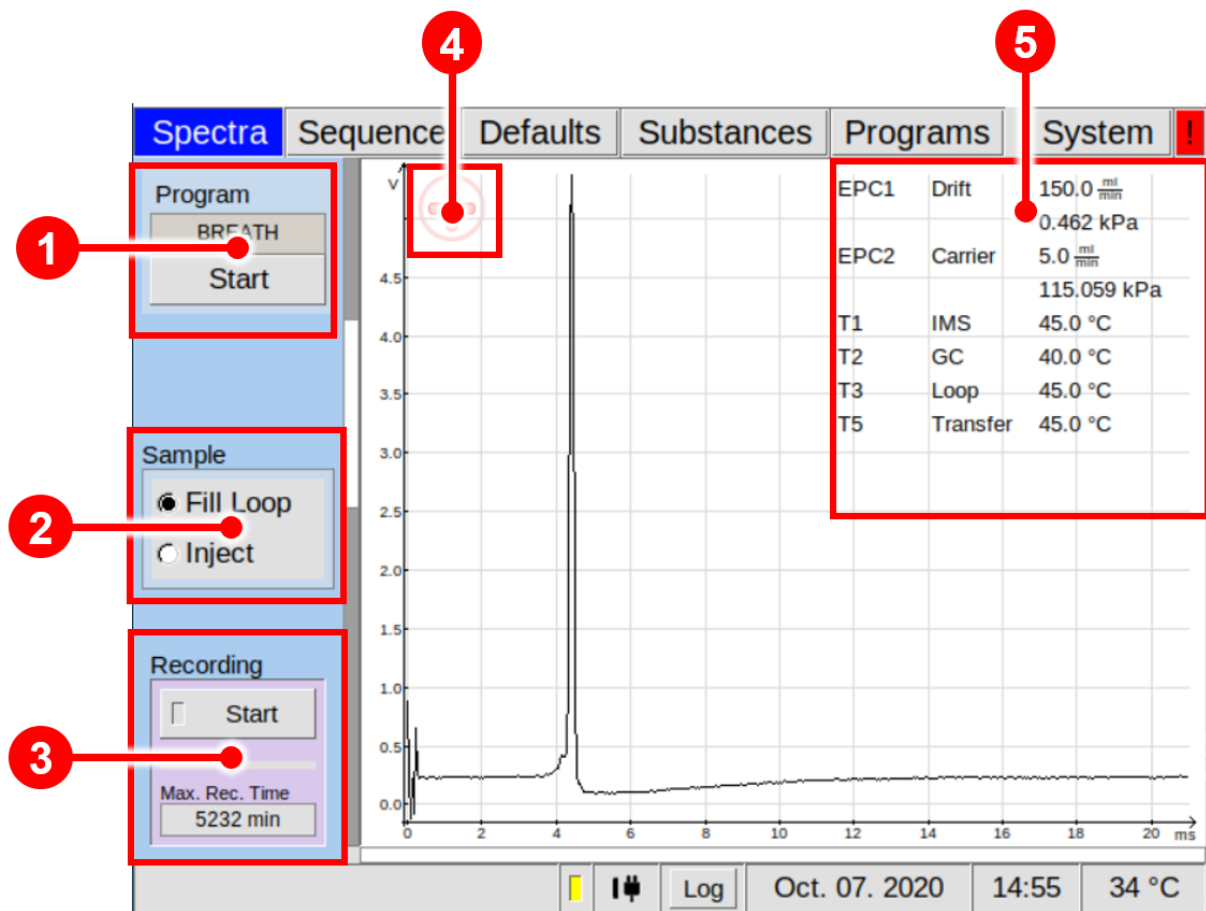 4
5
Spectra Sequence Defaults Substances Programs System !
1
Program
BREATH
Start
2
Sample
Fill Loop
Inject
3
Recording
Start
Max. Rec. Time
5232 min
V
4.5
4.0
3.5
3.0
2.5
2.0
1.5
1.0
0.5
0.0
0 2 4 6 8 10 12 14 16 18 20 ms
EPC1 Drift 150.0 ml/min
0.462 kPa
EPC2 Carrier 5.0 ml/min
115.059 kPa
T1 IMS 45.0 °C
T2 GC 40.0 °C
T3 Loop 45.0 °C
T5 Transfer 45.0 °C
Log Oct. 07. 2020 14:55 34 °C